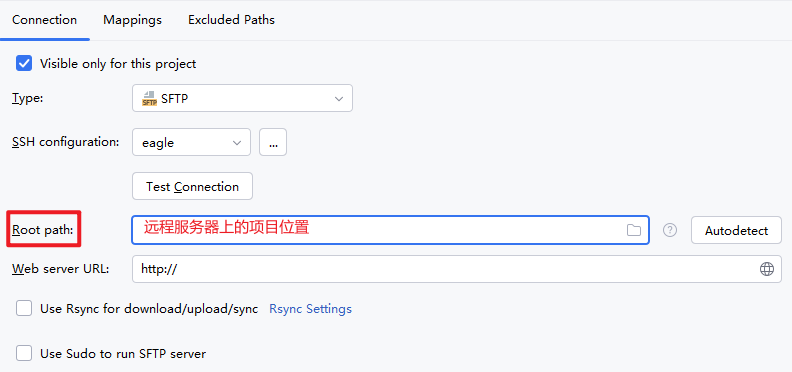 Connection Mappings Excluded Paths
Visible only for this project
Type: SFTP SFTP
SSH configuration: eagle ...
Test Connection
Root path: 远程服务器上的项目位置 ? Autodetect
Web server URL: http://
Use Rsync for download/upload/sync Rsync Settings
Use Sudo to run SFTP server